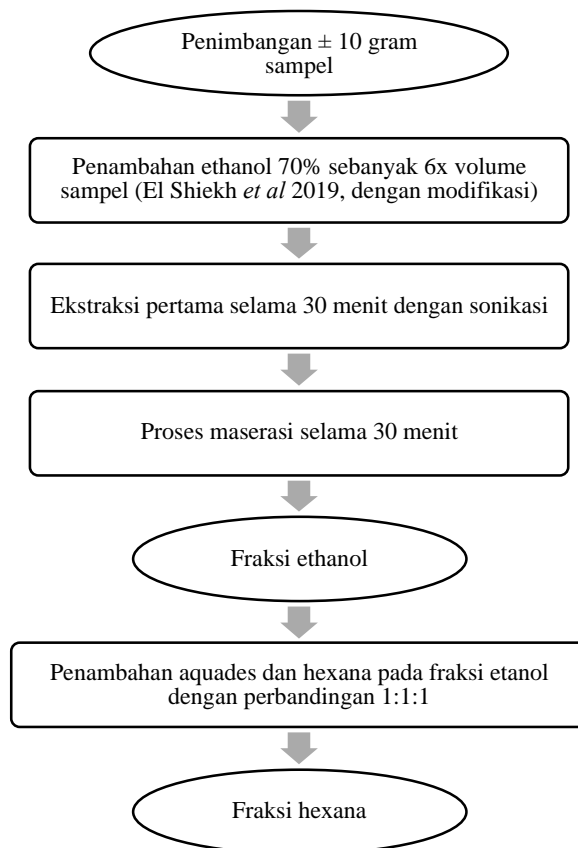 Penimbangan ± 10 gram
sampel
Penambahan ethanol 70% sebanyak 6x volume
sampel (El Shiekh et al 2019, dengan modifikasi)
Ekstraksi pertama selama 30 menit dengan sonikasi
Proses maserasi selama 30 menit
Fraksi ethanol
Penambahan aquades dan hexana pada fraksi etanol
dengan perbandingan 1:1:1
Fraksi hexana